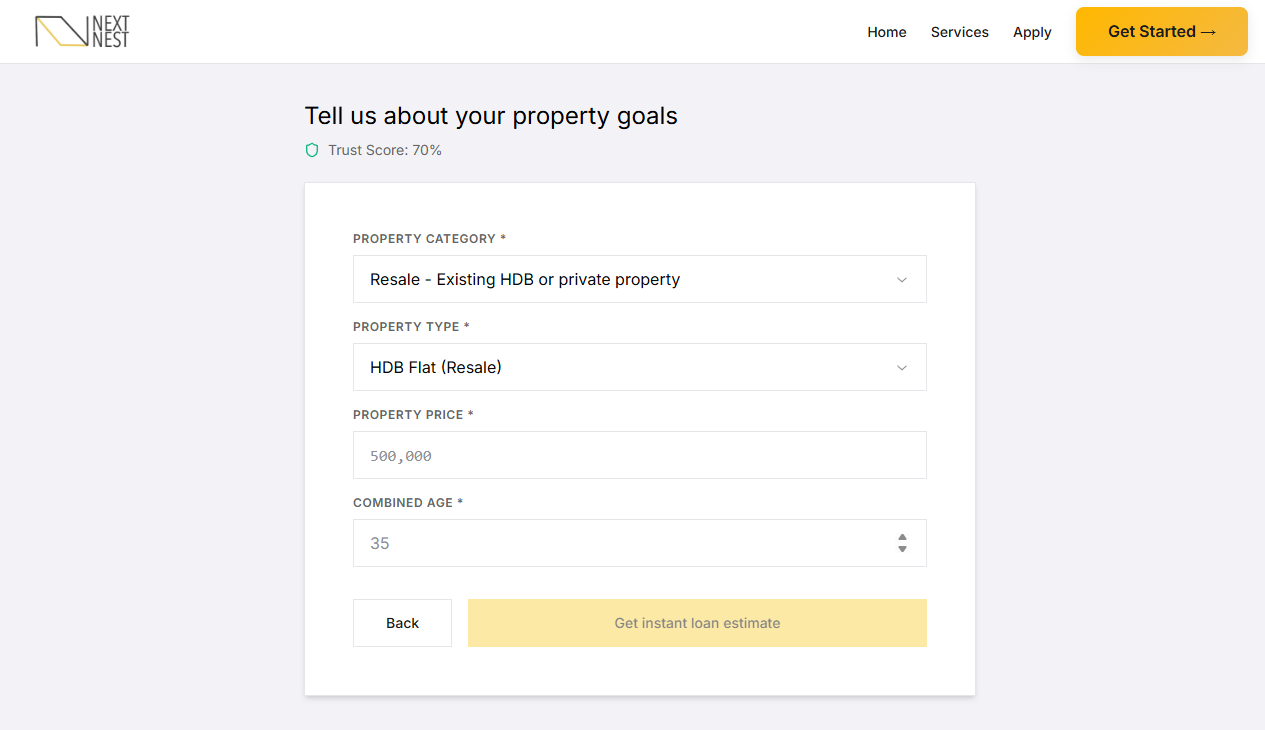 NEXT
NEST
Home
Services
Apply
Get Started →
Tell us about your property goals
Trust Score: 70%
PROPERTY CATEGORY *
Resale - Existing HDB or private property
PROPERTY TYPE *
HDB Flat (Resale)
PROPERTY PRICE *
500,000
COMBINED AGE *
35
Back
Get instant loan estimate